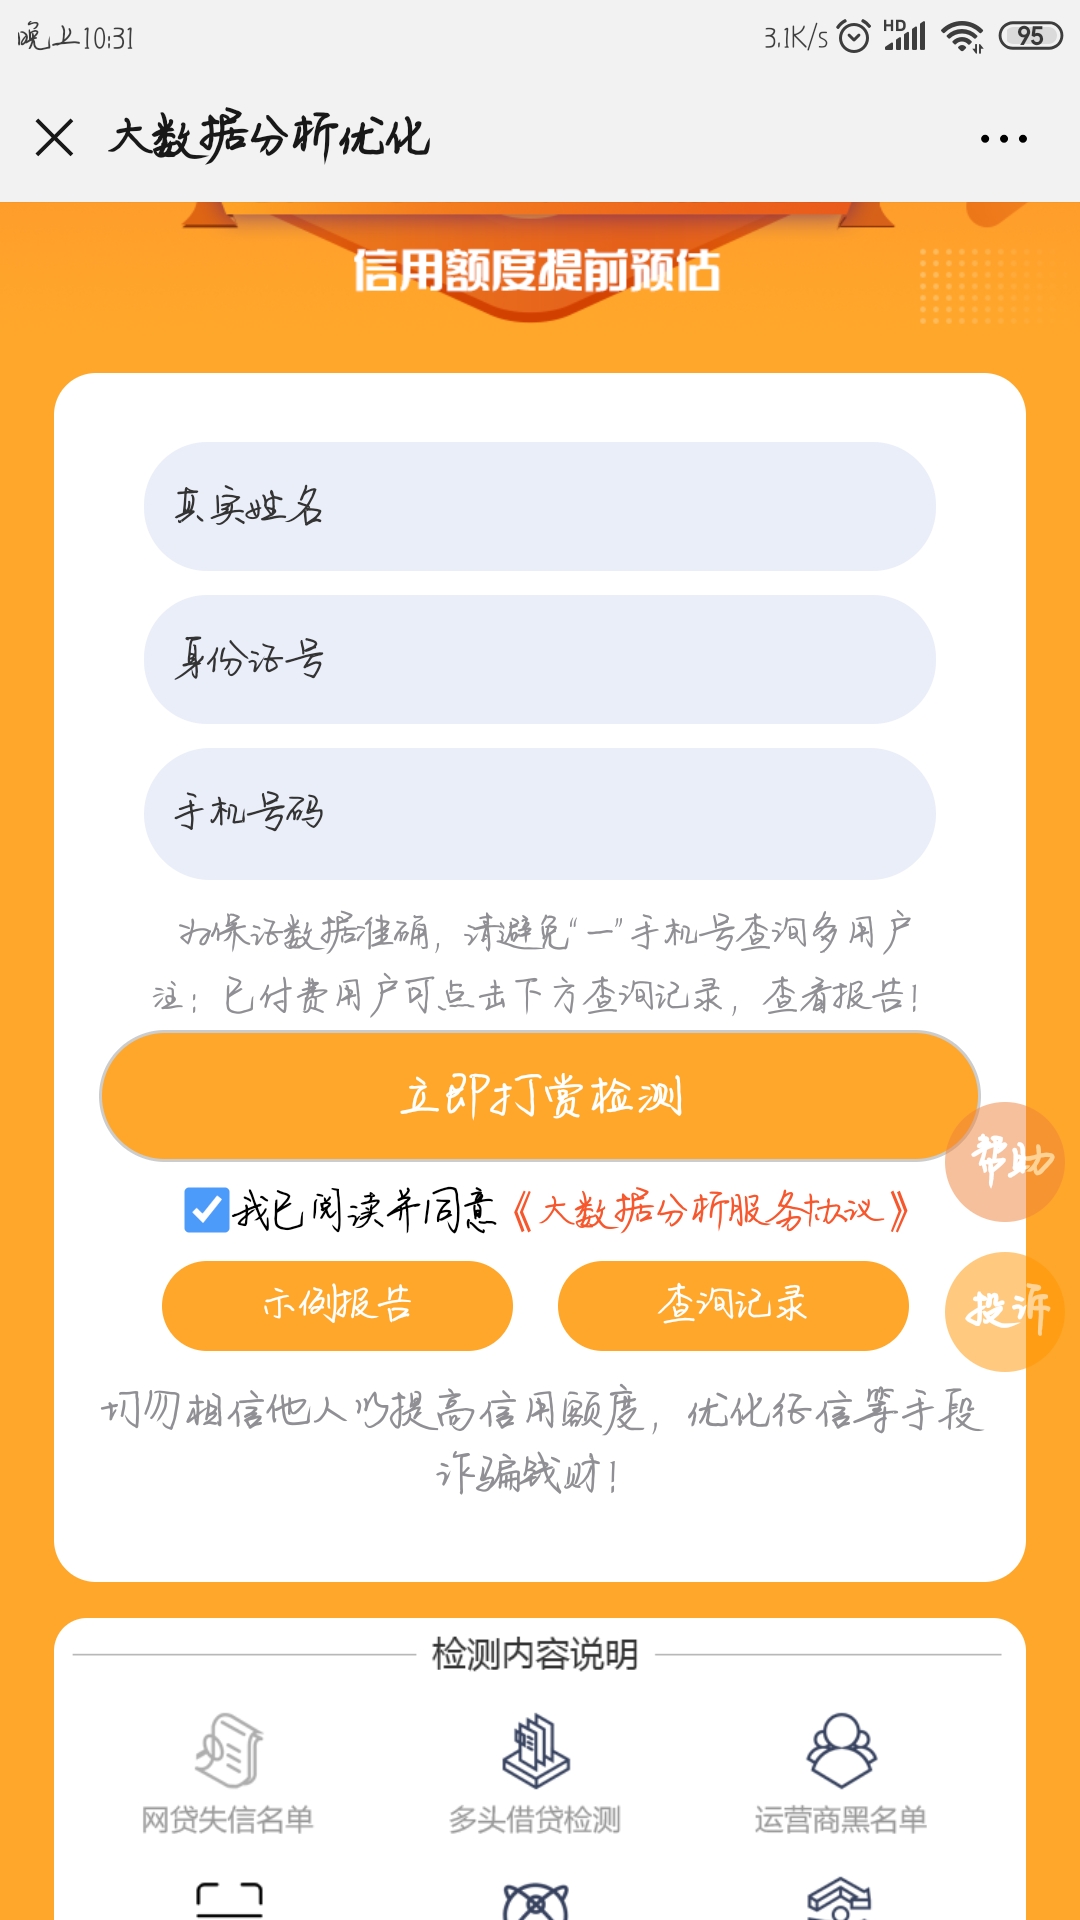 晚上10:31
3.1K/s HD 95
大数据分析优化
信用额度提前预估
真实姓名
身份证号
手机号码
为保证数据准确，请避免“一”手机号查询多用户
注：已付费用户可点击下方查询记录，查看报告！
立即打赏检测
帮助
我已阅读并同意《大数据分析服务协议》
示例报告 查询记录
投诉
切勿相信他人以提高信用额度，优化征信等手段
诈骗钱财！
检测内容说明
网贷失信名单 多头借贷检测 运营商黑名单